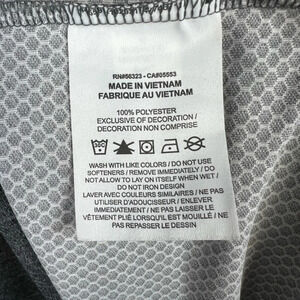 RN#56323 - CA#05553
MADE IN VIETNAM
FABRIQUE AU VIETNAM
100% POLYESTER
EXCLUSIVE OF DECORATION /
DECORATION NON COMPRISE
WASH WITH LIKE COLORS / DO NOT USE
SOFTENERS / REMOVE IMMEDIATELY / DO
NOT ALLOW TO LAY ON ITSELF WHEN WET /
DO NOT IRON DESIGN
LAVER AVEC COULEURS SIMILAIRES / NE PAS
UTILISER D'ADOUCISSEUR / ENLEVER
IMMEDIATEMENT / NE PAS LAISSER LE
VÊTEMENT PLIÉ LORSQU'IL EST MOUILLÉ / NE
PAS REPASSER LE DESSIN